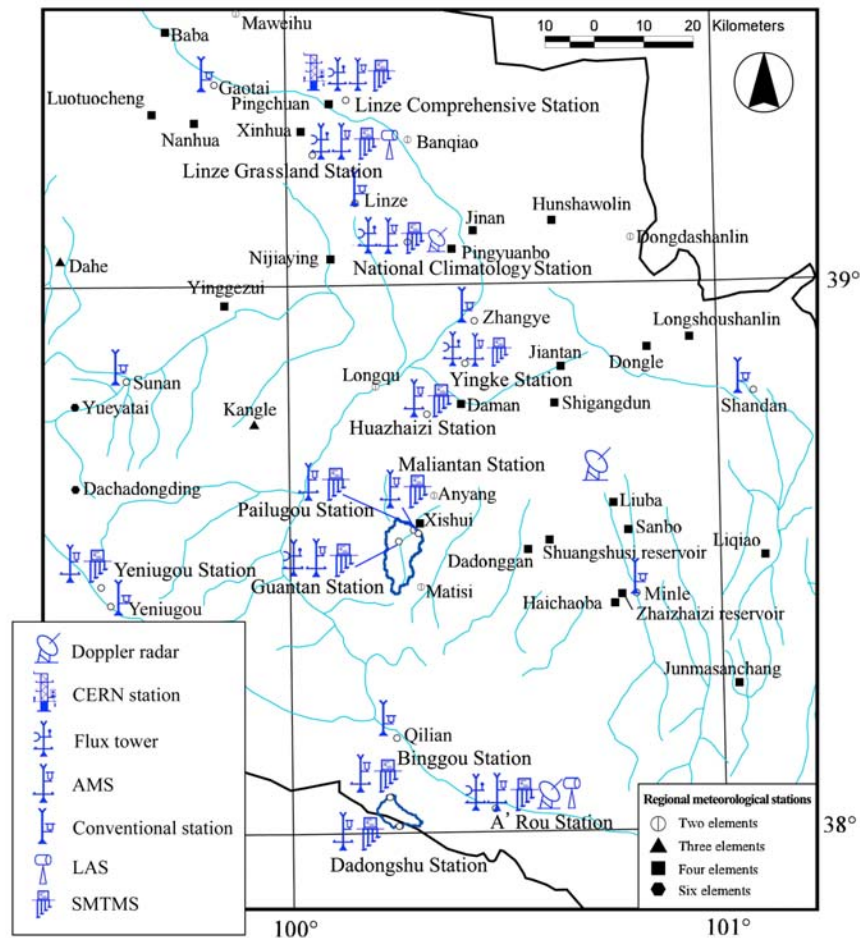 Maweihu
10 0 10 20 Kilometers
Baba
Gaotai
Luotuocheng
Pingchuan
Linze Comprehensive Station
Nanhua
Xinhua
Banqiao
Linze Grassland Station
Linze
Hunshawolin
Jinan
Dongdashanlin
Dahe
Nijiaying
Pingyuanbo
National Climatology Station
39°
Yinggezui
Zhangye
Longshoushanlin
Jiantan
Dongle
Sunan
Longqu
Yingke Station
Yueyatai
Kangle
Daman
Shigangdun
Shandan
Huazhaizi Station
Maliantan Station
Dachadongding
Anyang
Liuba
Pailugou Station
Xishui
Sanbo
Dadonggan
Shuangshusi reservoir
Liqiao
Yeniugou Station
Guantan Station
Matisi
Minle
Yeniugou
Haichaoba
Zhaizhaizi reservoir
Junmasanchang
Doppler radar
CERN station
Flux tower
AMS
Conventional station
LAS
SMTMS
Qilian
Binggou Station
A' Rou Station
38°
Dadongshu Station
Regional meteorological stations
Two elements
Three elements
Four elements
Six elements
100°
101°